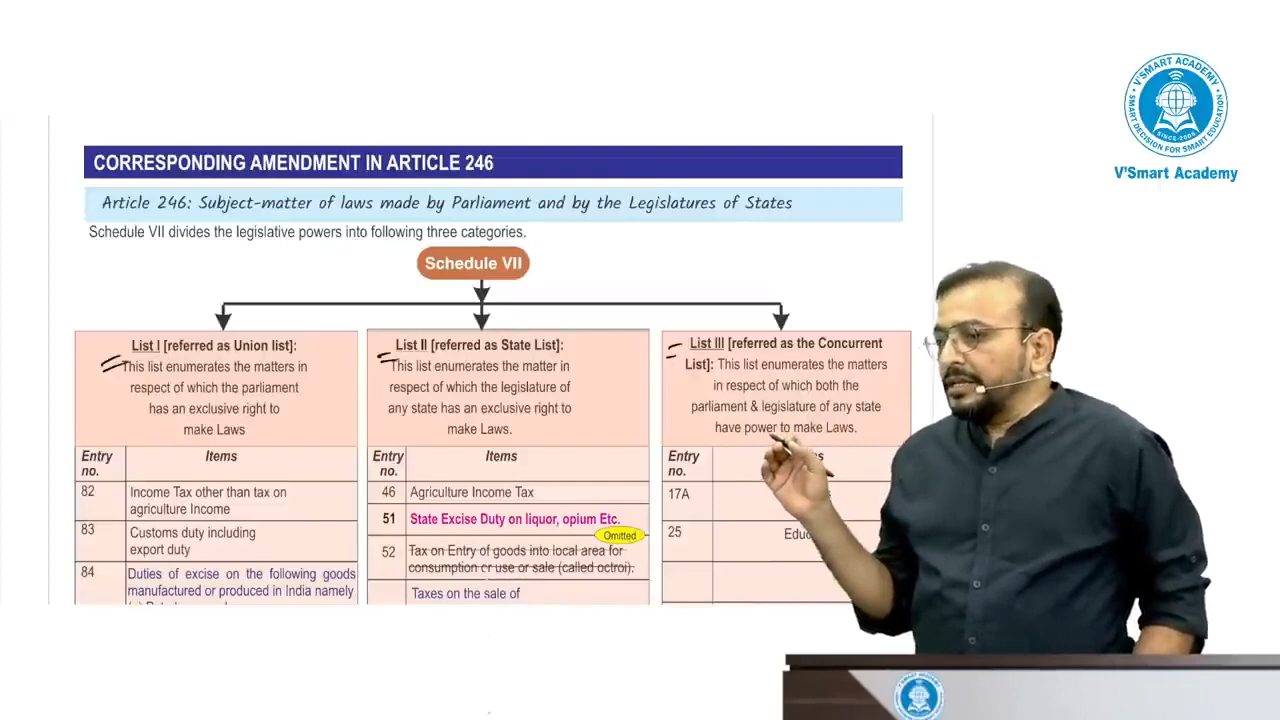 V'SMART ACADEMY
SMART DECISION FOR SMART EDUCATION
SINCE-2006
V'Smart Academy
CORRESPONDING AMENDMENT IN ARTICLE 246
Article 246: Subject-matter of laws made by Parliament and by the Legislatures of States
Schedule VII divides the legislative powers into following three categories.
Schedule VII
List I [referred as Union list]:
This list enumerates the matters in
respect of which the parliament
has an exclusive right to
make Laws
Entry no. Items
82 Income Tax other than tax on
agriculture Income
83 Customs duty including
export duty
84 Duties of excise on the following goods
manufactured or produced in India namely
List II [referred as State List]:
This list enumerates the matter in
respect of which the legislature of
any state has an exclusive right to
make Laws.
Entry no. Items
46 Agriculture Income Tax
51 State Excise Duty on liquor, opium Etc.
Omitted
52 Tax on Entry of goods into local area for
consumption or use or sale (called octroi).
Taxes on the sale of
List III [referred as the Concurrent
List]: This list enumerates the matters
in respect of which both the
parliament & legislature of any state
have power to make Laws.
Entry no.
17A
25